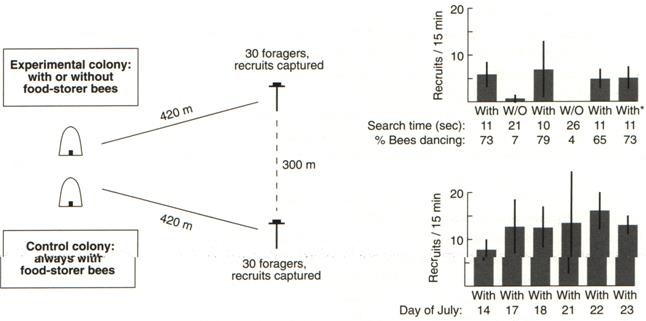 Experimental colony:
with or without
food-storer bees
30 foragers,
recruits captured
420 m
300 m
420 m
Control colony:
always with
food-storer bees
30 foragers,
recruits captured
Recruits / 15 min
20
10
With W/O With W/O With With*
Search time (sec): 11 21 10 26 11 11
% Bees dancing: 73 7 79 4 65 73
Recruits / 15 min
20
10
With With With With With With
Day of July: 14 17 18 21 22 23